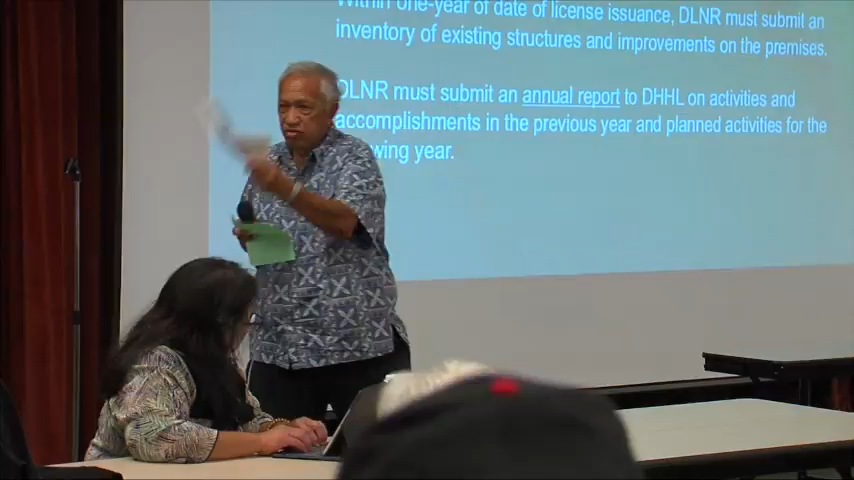 Within one-year of date of license issuance, DLNR must submit an
inventory of existing structures and improvements on the premises.
DLNR must submit an annual report to DHHL on activities and
accomplishments in the previous year and planned activities for the
wing year.